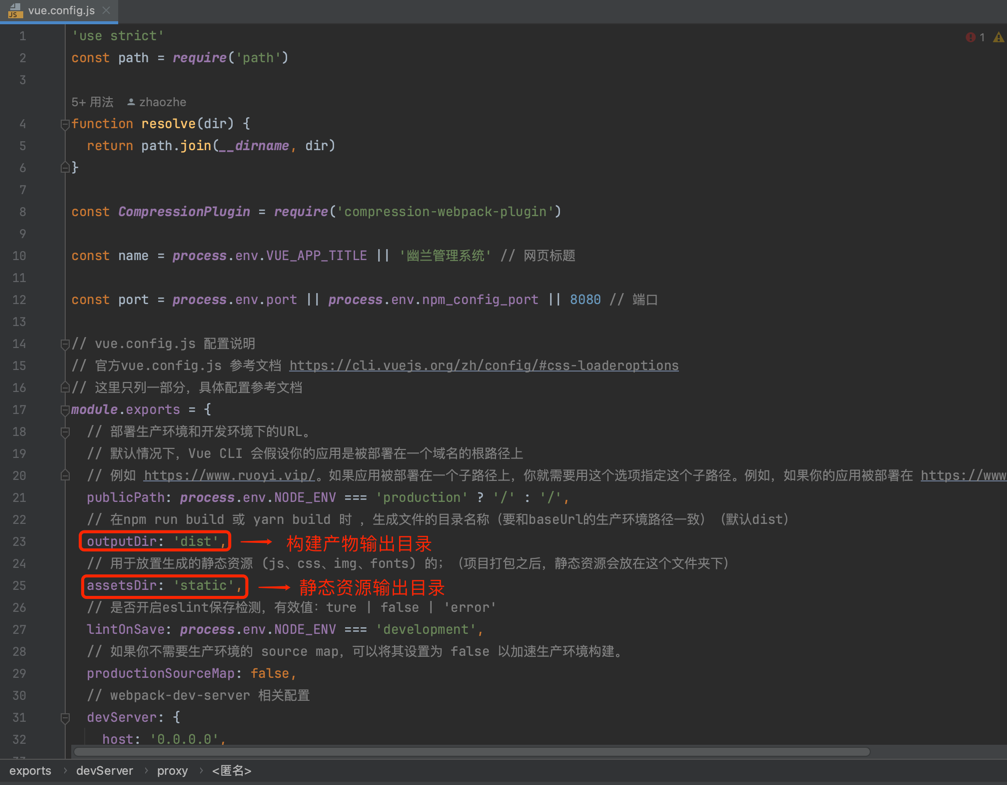 vue.config.js
1 'use strict'
1
2 const path = require('path')
3
5+ 用法 zhaozhe
4 function resolve(dir) {
5 return path.join(__dirname, dir)
6 }
7
8 const CompressionPlugin = require('compression-webpack-plugin')
9
10 const name = process.env.VUE_APP_TITLE || '幽兰管理系统' // 网页标题
11
12 const port = process.env.port || process.env.npm_config_port || 8080 // 端口
13
14 // vue.config.js 配置说明
15 // 官方vue.config.js 参考文档 https://cli.vuejs.org/zh/config/#css-loaderoptions
16 // 这里只列一部分，具体配置参考文档
17 module.exports = {
18 // 部署生产环境和开发环境下的URL。
19 // 默认情况下，Vue CLI 会假设你的应用是被部署在一个域名的根路径上
20 // 例如 https://www.ruoyi.vip/。如果应用被部署在一个子路径上，你就需要用这个选项指定这个子路径。例如，如果你的应用被部署在 https://www
21 publicPath: process.env.NODE_ENV === 'production' ? '/' : '/',
22 // 在npm run build 或 yarn build 时 ，生成文件的目录名称（要和baseUrl的生产环境路径一致）（默认dist）
23 outputDir: 'dist', 构建产物输出目录
24 // 用于放置生成的静态资源 (js、css、img、fonts) 的；（项目打包之后，静态资源会放在这个文件夹下）
25 assetsDir: 'static', 静态资源输出目录
26 // 是否开启eslint保存检测，有效值：ture | false | 'error'
27 lintOnSave: process.env.NODE_ENV === 'development',
28 // 如果你不需要生产环境的 source map，可以将其设置为 false 以加速生产环境构建。
29 productionSourceMap: false,
30 // webpack-dev-server 相关配置
31 devServer: {
32 host: '0.0.0.0',
exports › devServer › proxy › <匿名>